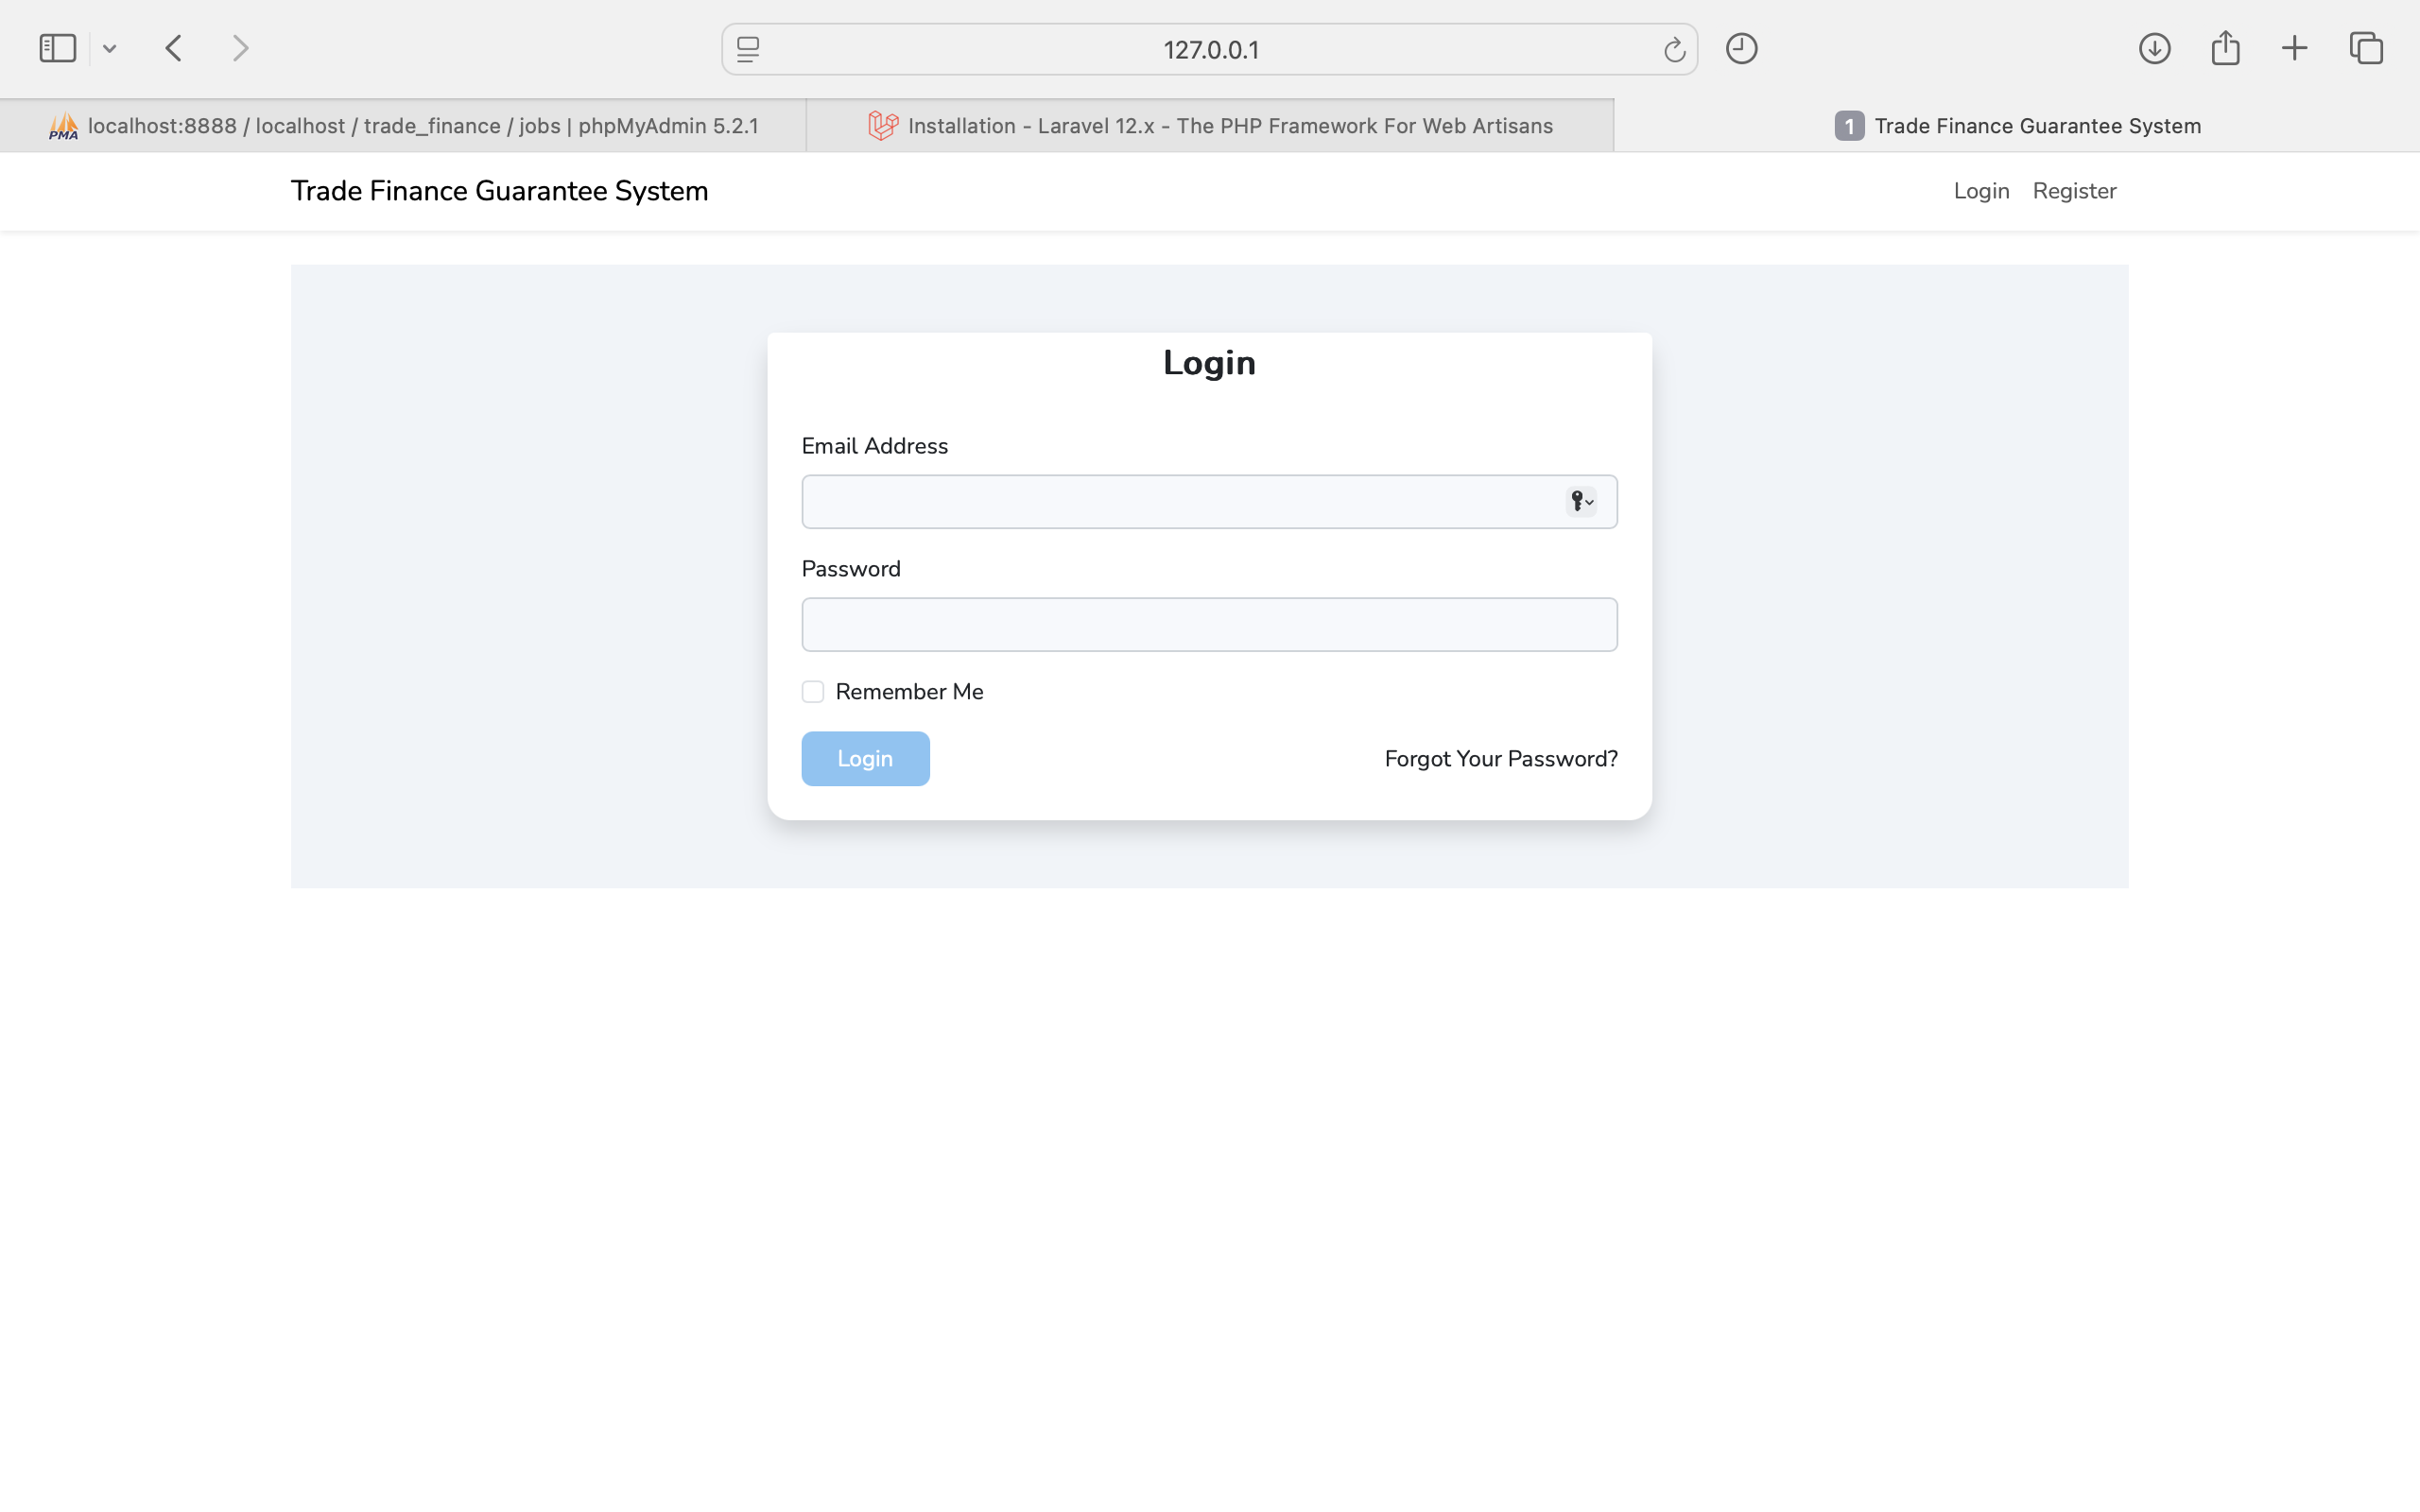 127.0.0.1
PMA localhost:8888 / localhost / trade_finance / jobs | phpMyAdmin 5.2.1
Installation - Laravel 12.x - The PHP Framework For Web Artisans
1 Trade Finance Guarantee System
Trade Finance Guarantee System
Login Register
Login
Email Address
Password
Remember Me
Login
Forgot Your Password?